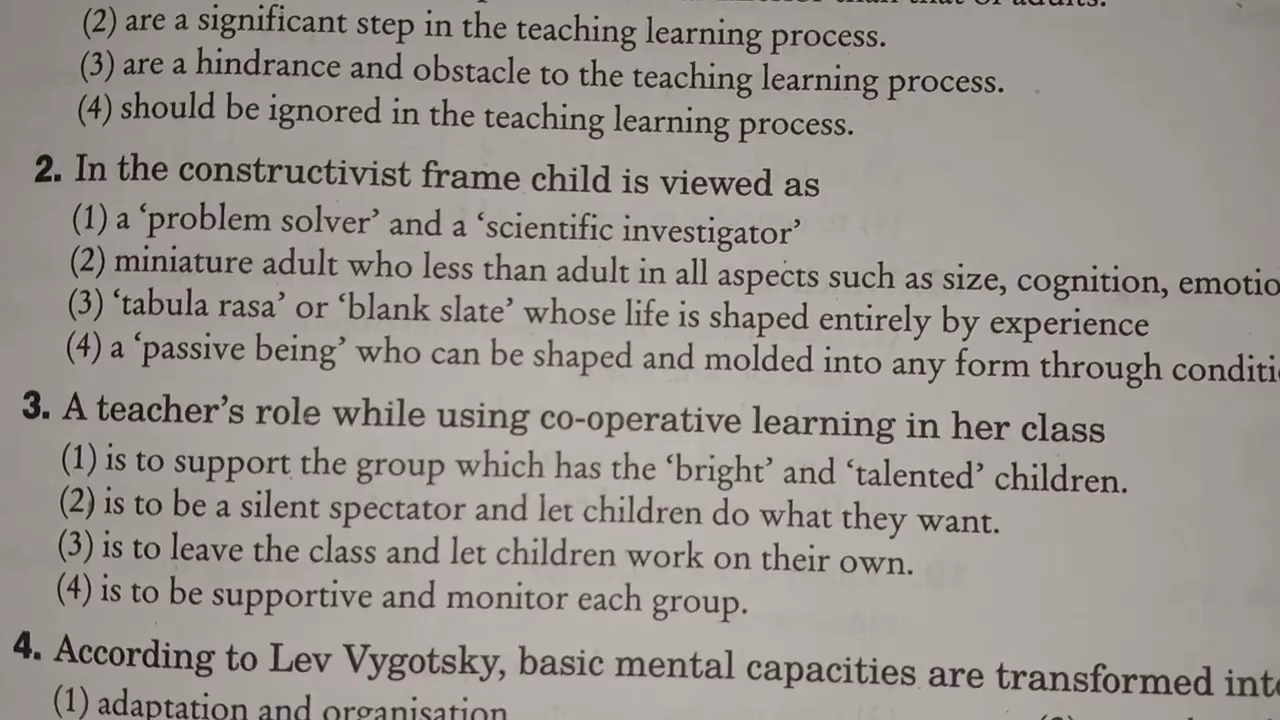 than that of adults.
(2) are a significant step in the teaching learning process.
(3) are a hindrance and obstacle to the teaching learning process.
(4) should be ignored in the teaching learning process.
2. In the constructivist frame child is viewed as
(1) a ‘problem solver’ and a ‘scientific investigator’
(2) miniature adult who less than adult in all aspects such as size, cognition, emotio
(3) ‘tabula rasa’ or ‘blank slate’ whose life is shaped entirely by experience
(4) a ‘passive being’ who can be shaped and molded into any form through conditi
3. A teacher’s role while using co-operative learning in her class
(1) is to support the group which has the ‘bright’ and ‘talented’ children.
(2) is to be a silent spectator and let children do what they want.
(3) is to leave the class and let children work on their own.
(4) is to be supportive and monitor each group.
4. According to Lev Vygotsky, basic mental capacities are transformed int
(1) adaptation and organisation